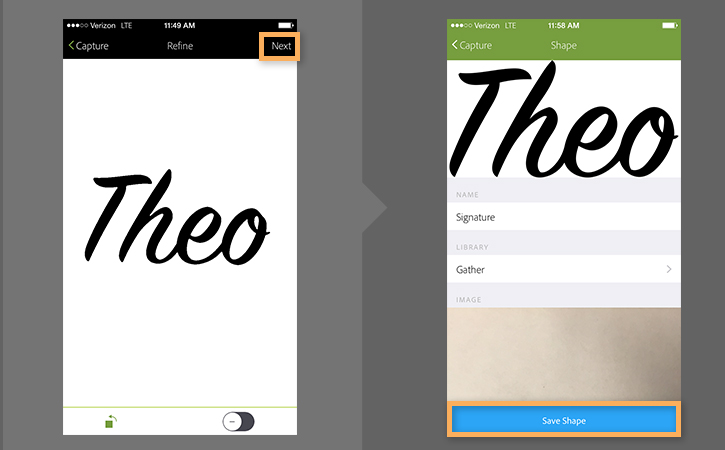 Verizon LTE 11:49 AM
Capture Refine Next
Theo
Verizon LTE 11:58 AM
Capture Shape
Theo
NAME
Signature
LIBRARY
Gather
IMAGE
Save Shape